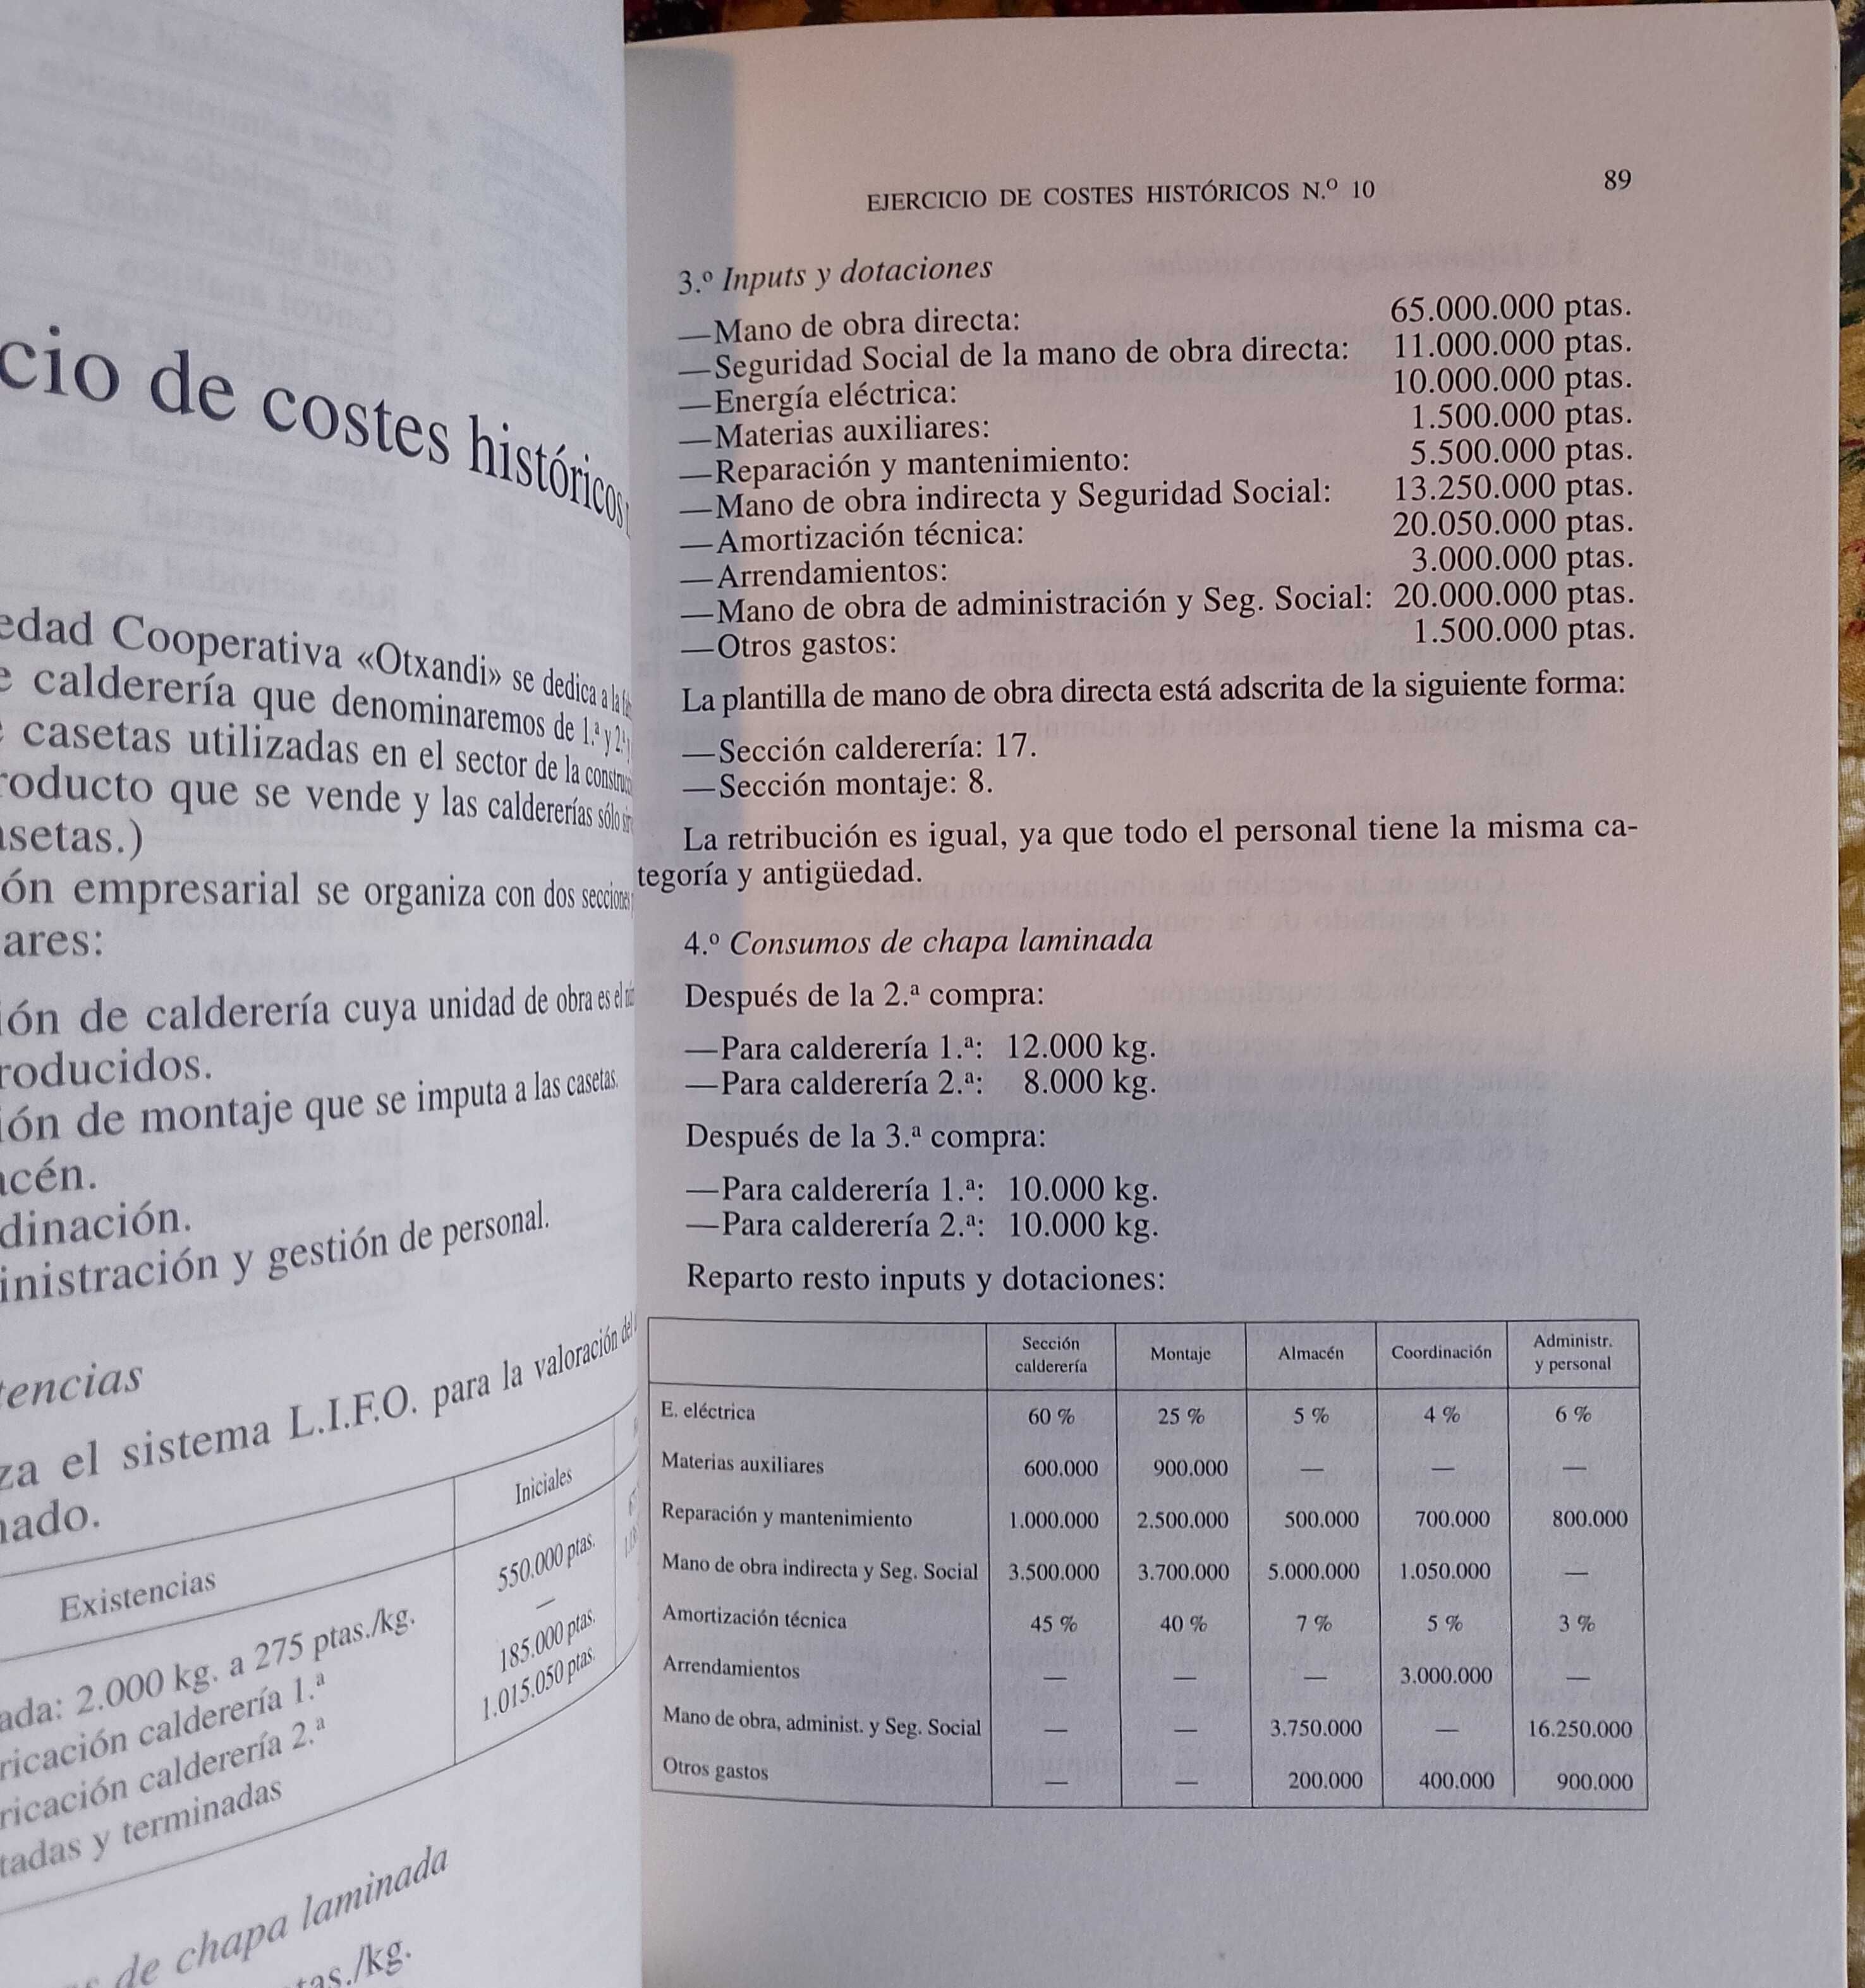 cio de costes históricos
edad Cooperativa «Otxandi» se dedica a la
calderería que denominaremos de 1.ª y 2.ª
casetas utilizadas en el sector de la
roducto que se vende y las caldererías sólo
asetas.)
ón empresarial se organiza con dos secciones
ares:
ión de calderería cuya unidad de obra es el
roducidos.
ión de montaje que se imputa a las casetas.
acén.
dinación.
inistración y gestión de personal.
tencias
za el sistema L.I.F.O. para la valoración del
nado.
Existencias Iniciales
ada: 2.000 kg. a 275 ptas./kg. 550.000 ptas.
ricación calderería 1.ª —
ricación calderería 2.ª 185.000 ptas.
tadas y terminadas 1.015.050 ptas.
de chapa laminada
tas./kg.
EJERCICIO DE COSTES HISTÓRICOS N.º 10 89
3.º Inputs y dotaciones
—Mano de obra directa: 65.000.000 ptas.
—Seguridad Social de la mano de obra directa: 11.000.000 ptas.
—Energía eléctrica: 10.000.000 ptas.
—Materias auxiliares: 1.500.000 ptas.
—Reparación y mantenimiento: 5.500.000 ptas.
—Mano de obra indirecta y Seguridad Social: 13.250.000 ptas.
—Amortización técnica: 20.050.000 ptas.
—Arrendamientos: 3.000.000 ptas.
—Mano de obra de administración y Seg. Social: 20.000.000 ptas.
—Otros gastos: 1.500.000 ptas.
La plantilla de mano de obra directa está adscrita de la siguiente forma:
—Sección calderería: 17.
—Sección montaje: 8.
La retribución es igual, ya que todo el personal tiene la misma ca-
tegoría y antigüedad.
4.º Consumos de chapa laminada
Después de la 2.ª compra:
—Para calderería 1.ª: 12.000 kg.
—Para calderería 2.ª: 8.000 kg.
Después de la 3.ª compra:
—Para calderería 1.ª: 10.000 kg.
—Para calderería 2.ª: 10.000 kg.
Reparto resto inputs y dotaciones:
Sección calderería Montaje Almacén Coordinación Administr. y personal
E. eléctrica 60 % 25 % 5 % 4 % 6 %
Materias auxiliares 600.000 900.000 — — —
Reparación y mantenimiento 1.000.000 2.500.000 500.000 700.000 800.000
Mano de obra indirecta y Seg. Social 3.500.000 3.700.000 5.000.000 1.050.000 —
Amortización técnica 45 % 40 % 7 % 5 % 3 %
Arrendamientos — — — 3.000.000 —
Mano de obra, administ. y Seg. Social — — 3.750.000 — 16.250.000
Otros gastos — — 200.000 400.000 900.000